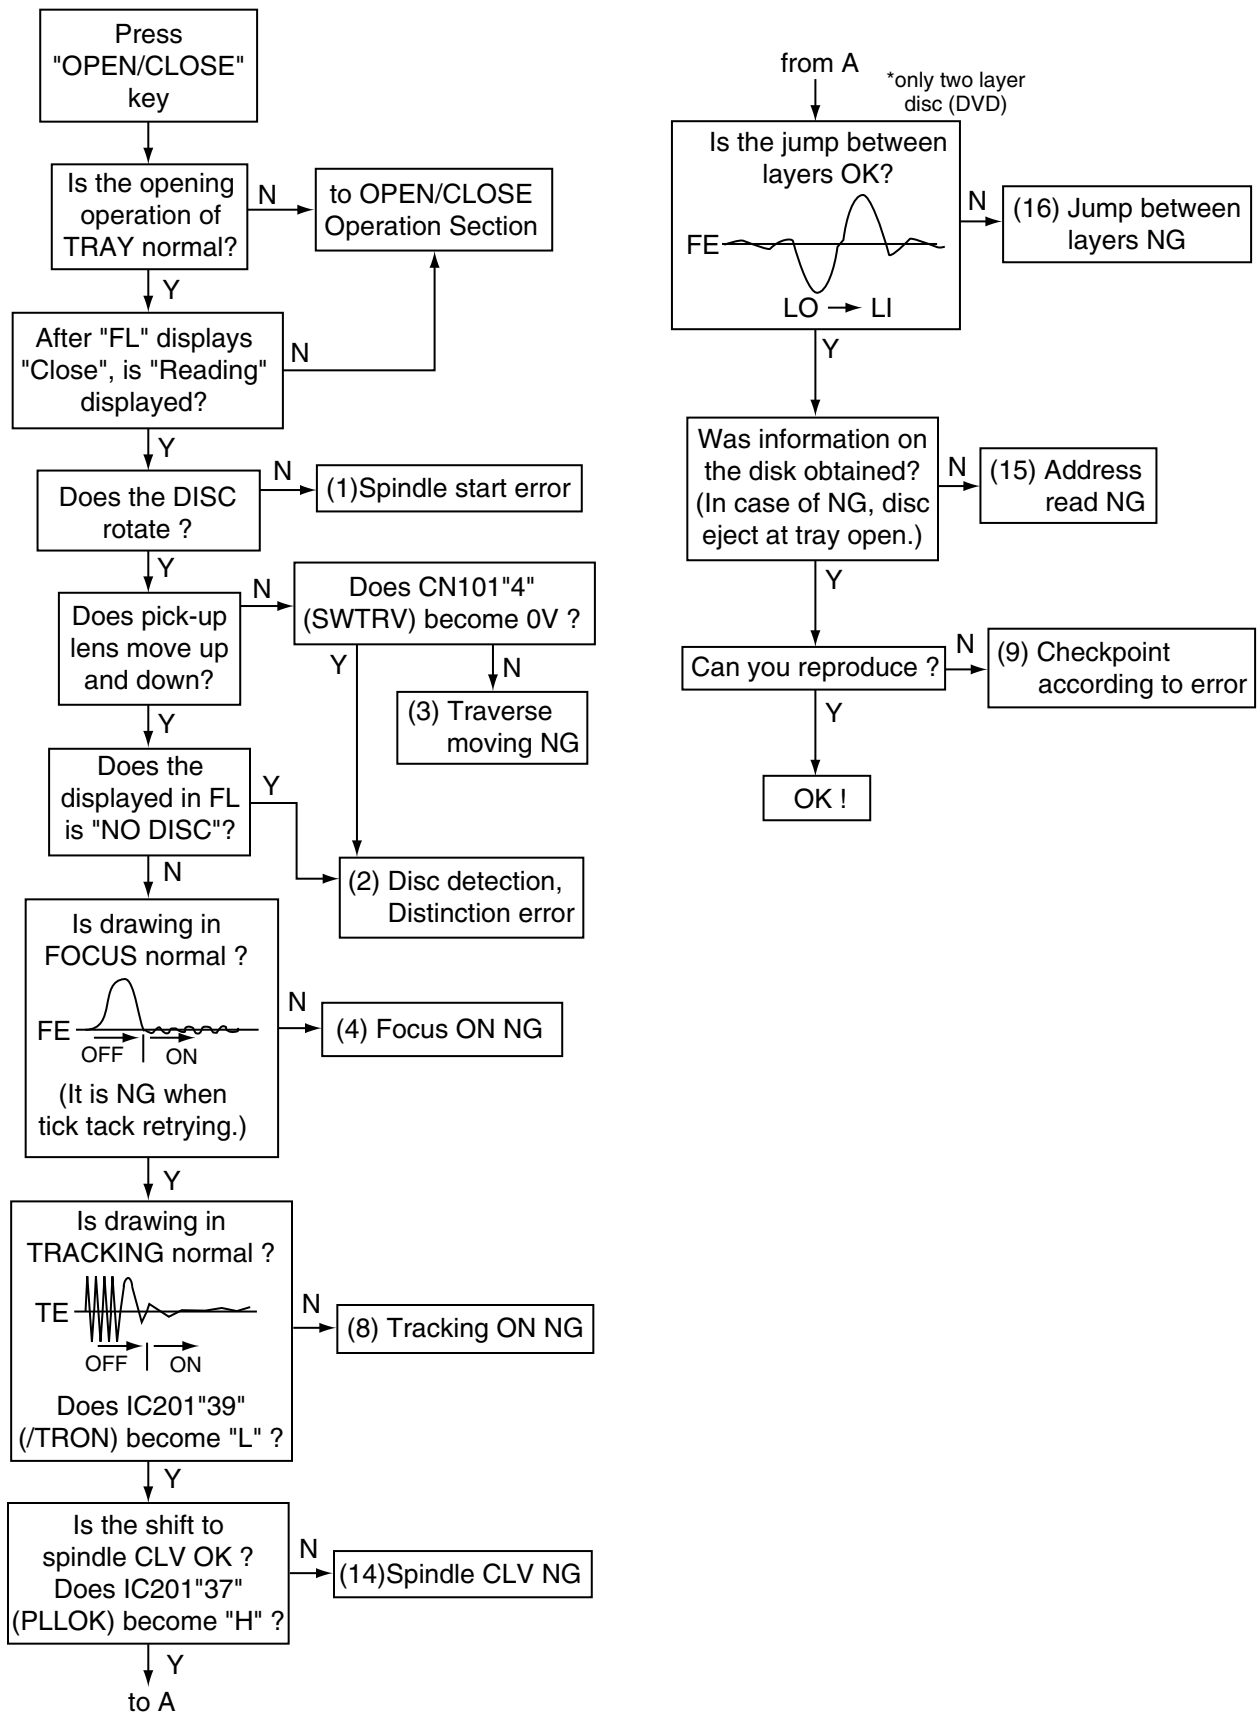 Press
"OPEN/CLOSE"
key
Is the opening
operation of
TRAY normal?
N
to OPEN/CLOSE
Operation Section
Y
After "FL" displays
"Close", is "Reading"
displayed?
N
Y
Does the DISC
rotate ?
N
(1)Spindle start error
Y
Does pick-up
lens move up
and down?
N
Does CN101"4"
(SWTRV) become 0V ?
Y
N
(3) Traverse
moving NG
Y
Does the
displayed in FL
is "NO DISC"?
Y
(2) Disc detection,
Distinction error
N
Is drawing in
FOCUS normal ?
FE
OFF
ON
(It is NG when
tick tack retrying.)
N
(4) Focus ON NG
Y
Is drawing in
TRACKING normal ?
TE
OFF
ON
Does IC201"39"
(/TRON) become "L" ?
N
(8) Tracking ON NG
Y
Is the shift to
spindle CLV OK ?
Does IC201"37"
(PLLOK) become "H" ?
N
(14)Spindle CLV NG
Y
to A
from A
*only two layer
disc (DVD)
Is the jump between
layers OK?
FE
LO → LI
N
(16) Jump between
layers NG
Y
Was information on
the disk obtained?
(In case of NG, disc
eject at tray open.)
N
(15) Address
read NG
Y
Can you reproduce ?
N
(9) Checkpoint
according to error
Y
OK !